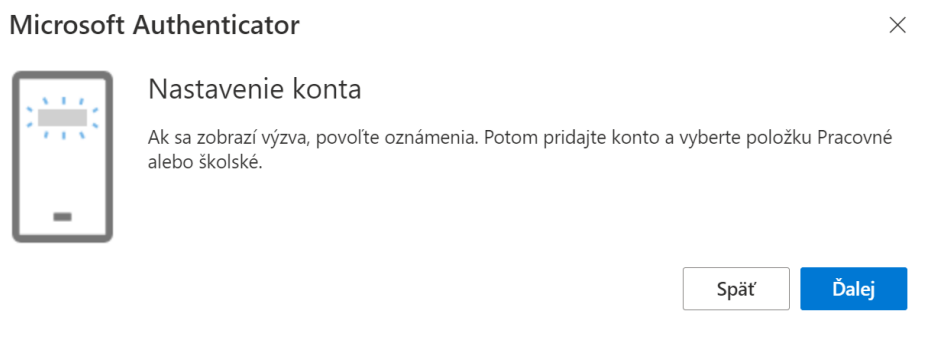 Microsoft Authenticator
Nastavenie konta
Ak sa zobrazí výzva, povoľte oznámenia. Potom pridajte konto a vyberte položku Pracovné
alebo školské.
Späť
Ďalej